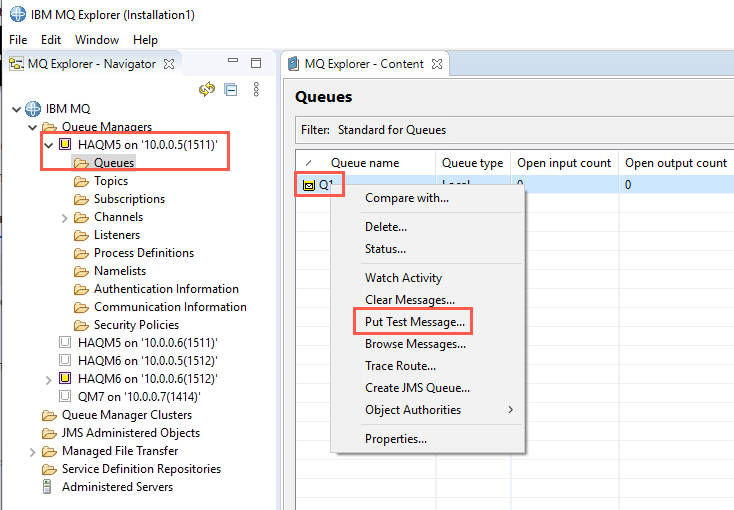 IBM MQ Explorer (Installation1)
File Edit Window Help
MQ Explorer - Navigator
IBM MQ
Queue Managers
HAQM5 on '10.0.0.5(1511)'
Queues
Topics
Subscriptions
Channels
Listeners
Process Definitions
Namelists
Authentication Information
Communication Information
Security Policies
HAQM5 on '10.0.0.6(1511)'
HAQM6 on '10.0.0.5(1512)'
HAQM6 on '10.0.0.6(1512)'
QM7 on '10.0.0.7(1414)'
Queue Manager Clusters
JMS Administered Objects
Managed File Transfer
Service Definition Repositories
Administered Servers
MQ Explorer - Content
Queues
Filter: Standard for Queues
Queue name Queue type Open input count Open output count
Q1 Local 0 0
Compare with...
Delete...
Status...
Watch Activity
Clear Messages...
Put Test Message...
Browse Messages...
Trace Route...
Create JMS Queue...
Object Authorities
Properties...